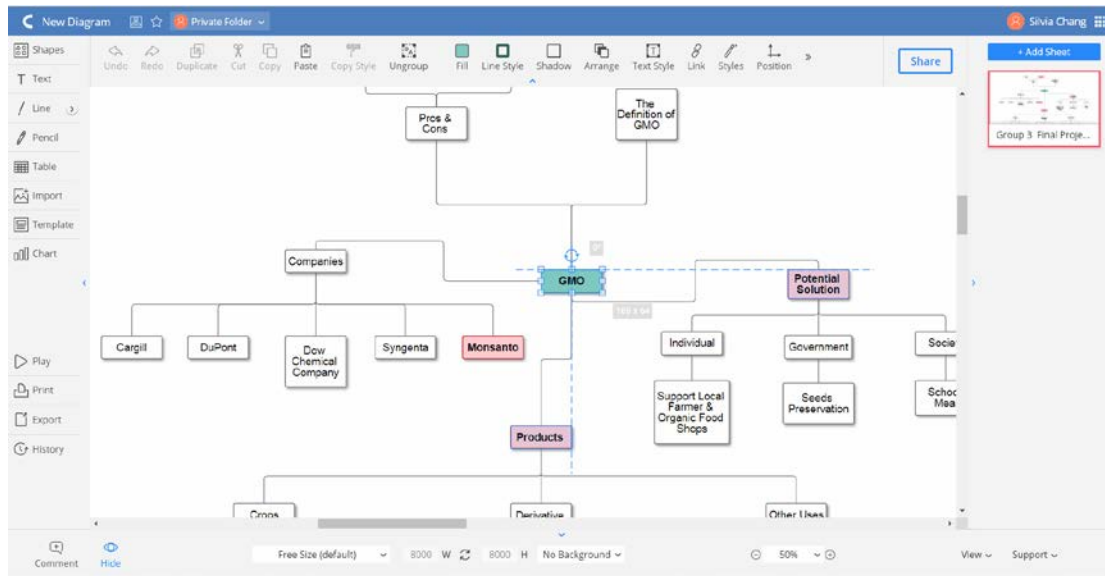 New Diagram
Private Folder
Silvia Chang
Shapes
Undo
Redo
Duplicate
Cut
Copy
Paste
Copy Style
Ungroup
Fill
Line Style
Shadow
Arrange
Text Style
Link
Styles
Position
Share
+ Add Sheet
Text
Line
Pencil
Table
Import
Template
Chart
Play
Print
Export
History
Group 3 Final Proje...
Pros &
Cons
The
Definition of
GMO
Companies
GMO
0°
Potential
Solution
Cargill
DuPont
Dow
Chemical
Company
Syngenta
Monsanto
Individual
Government
Socie
Support Local
Farmer &
Organic Food
Shops
Seeds
Preservation
Schoo
Mea
Products
Crops
Derivative
Other Uses
Comment
Hide
Free Size (default)
8000 W
8000 H
No Background
50%
View
Support